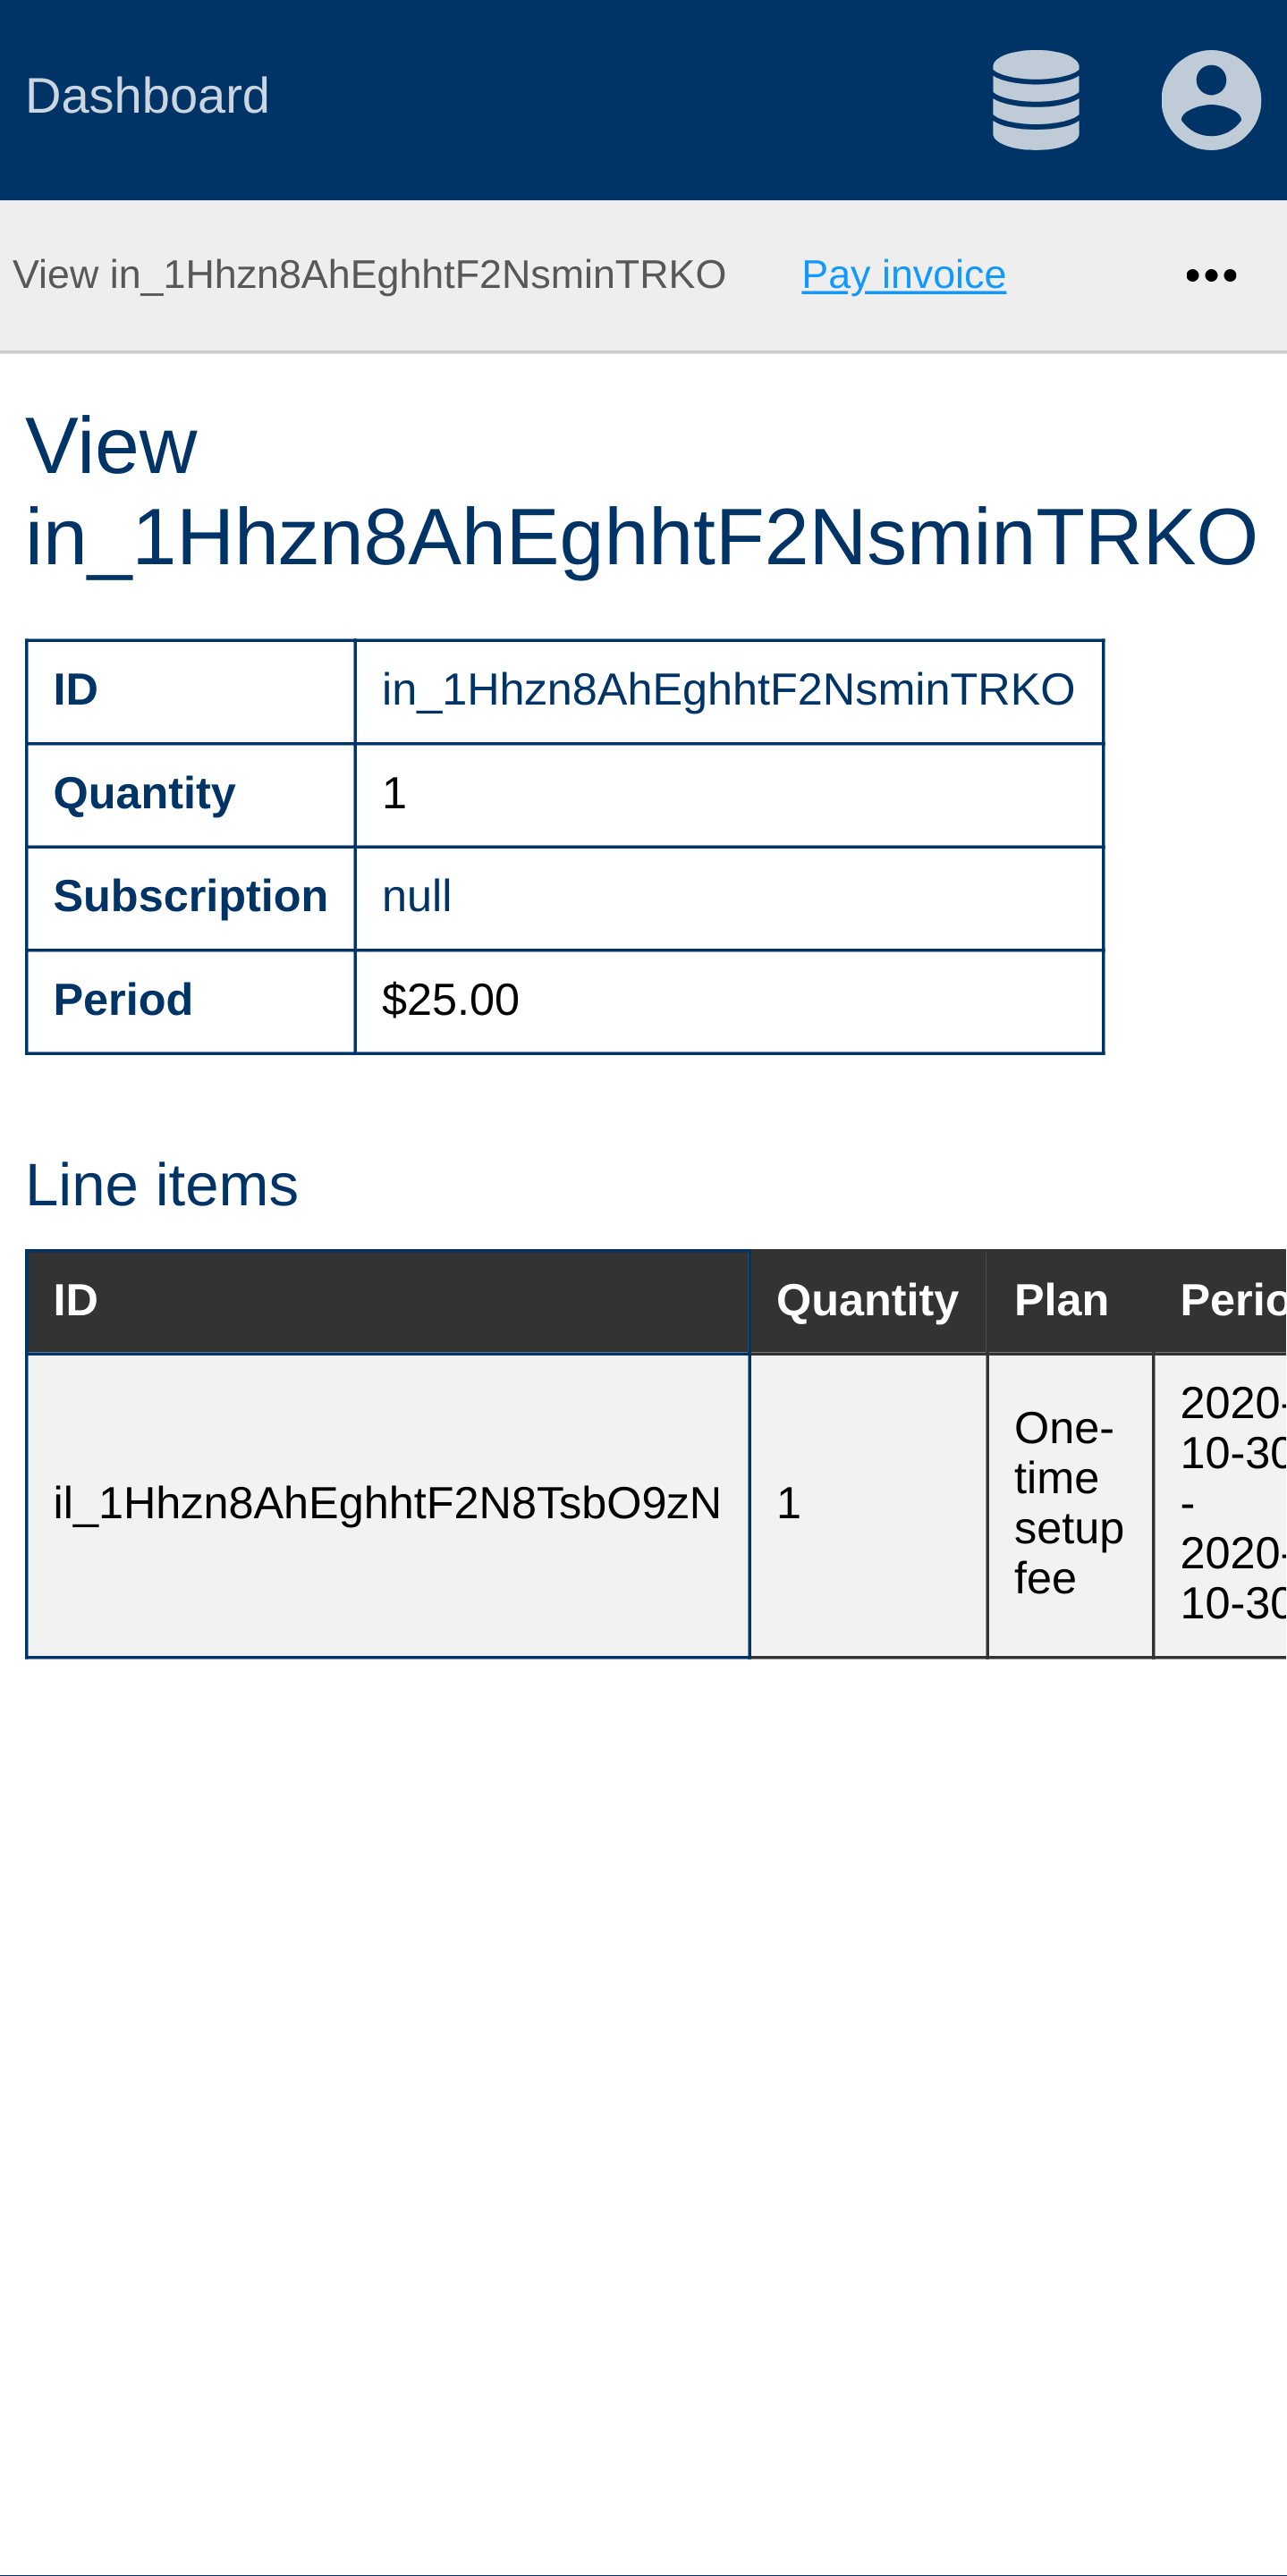 Dashboard
View in_1Hhzn8AhEghhtF2NsminTRKO Pay invoice •••
View
in_1Hhzn8AhEghhtF2NsminTRKO
ID in_1Hhzn8AhEghhtF2NsminTRKO
Quantity 1
Subscription null
Period $25.00
Line items
ID Quantity Plan
il_1Hhzn8AhEghhtF2N8TsbO9zN 1
One-
time
setup
fee
2020-
10-30
-
2020-
10-30